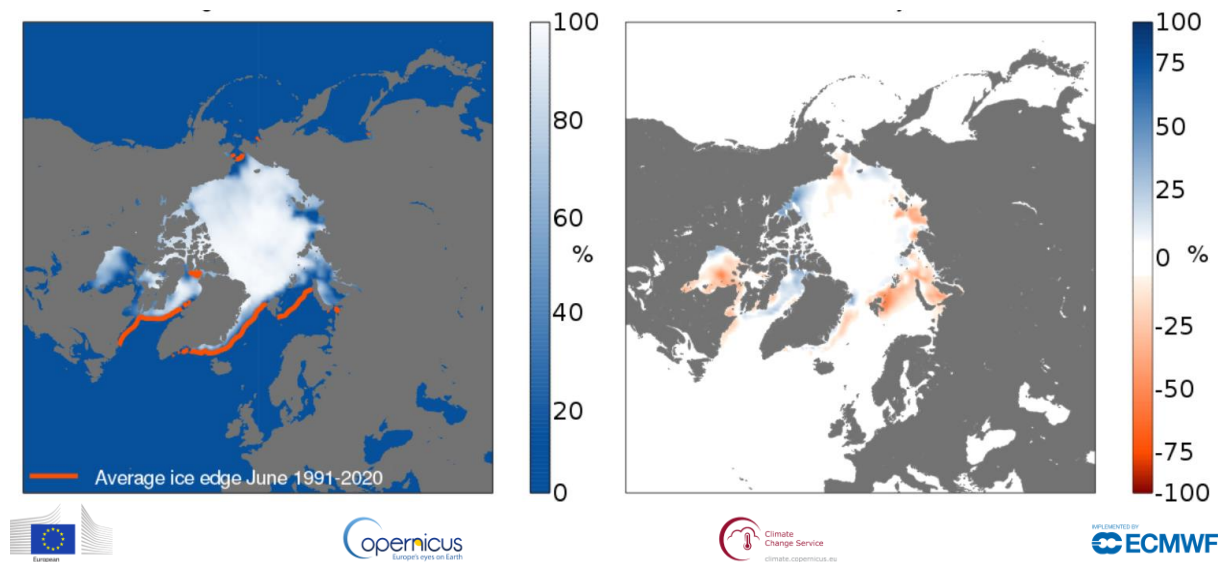 100
80
60
%
40
20
0
Average ice edge June 1991-2020
100
75
50
25
0
%
-25
-50
-75
-100
European
opernicus
Europe's eyes on Earth
Climate
Change Service
climate.copernicus.eu
IMPLEMENTED BY
ECMWF